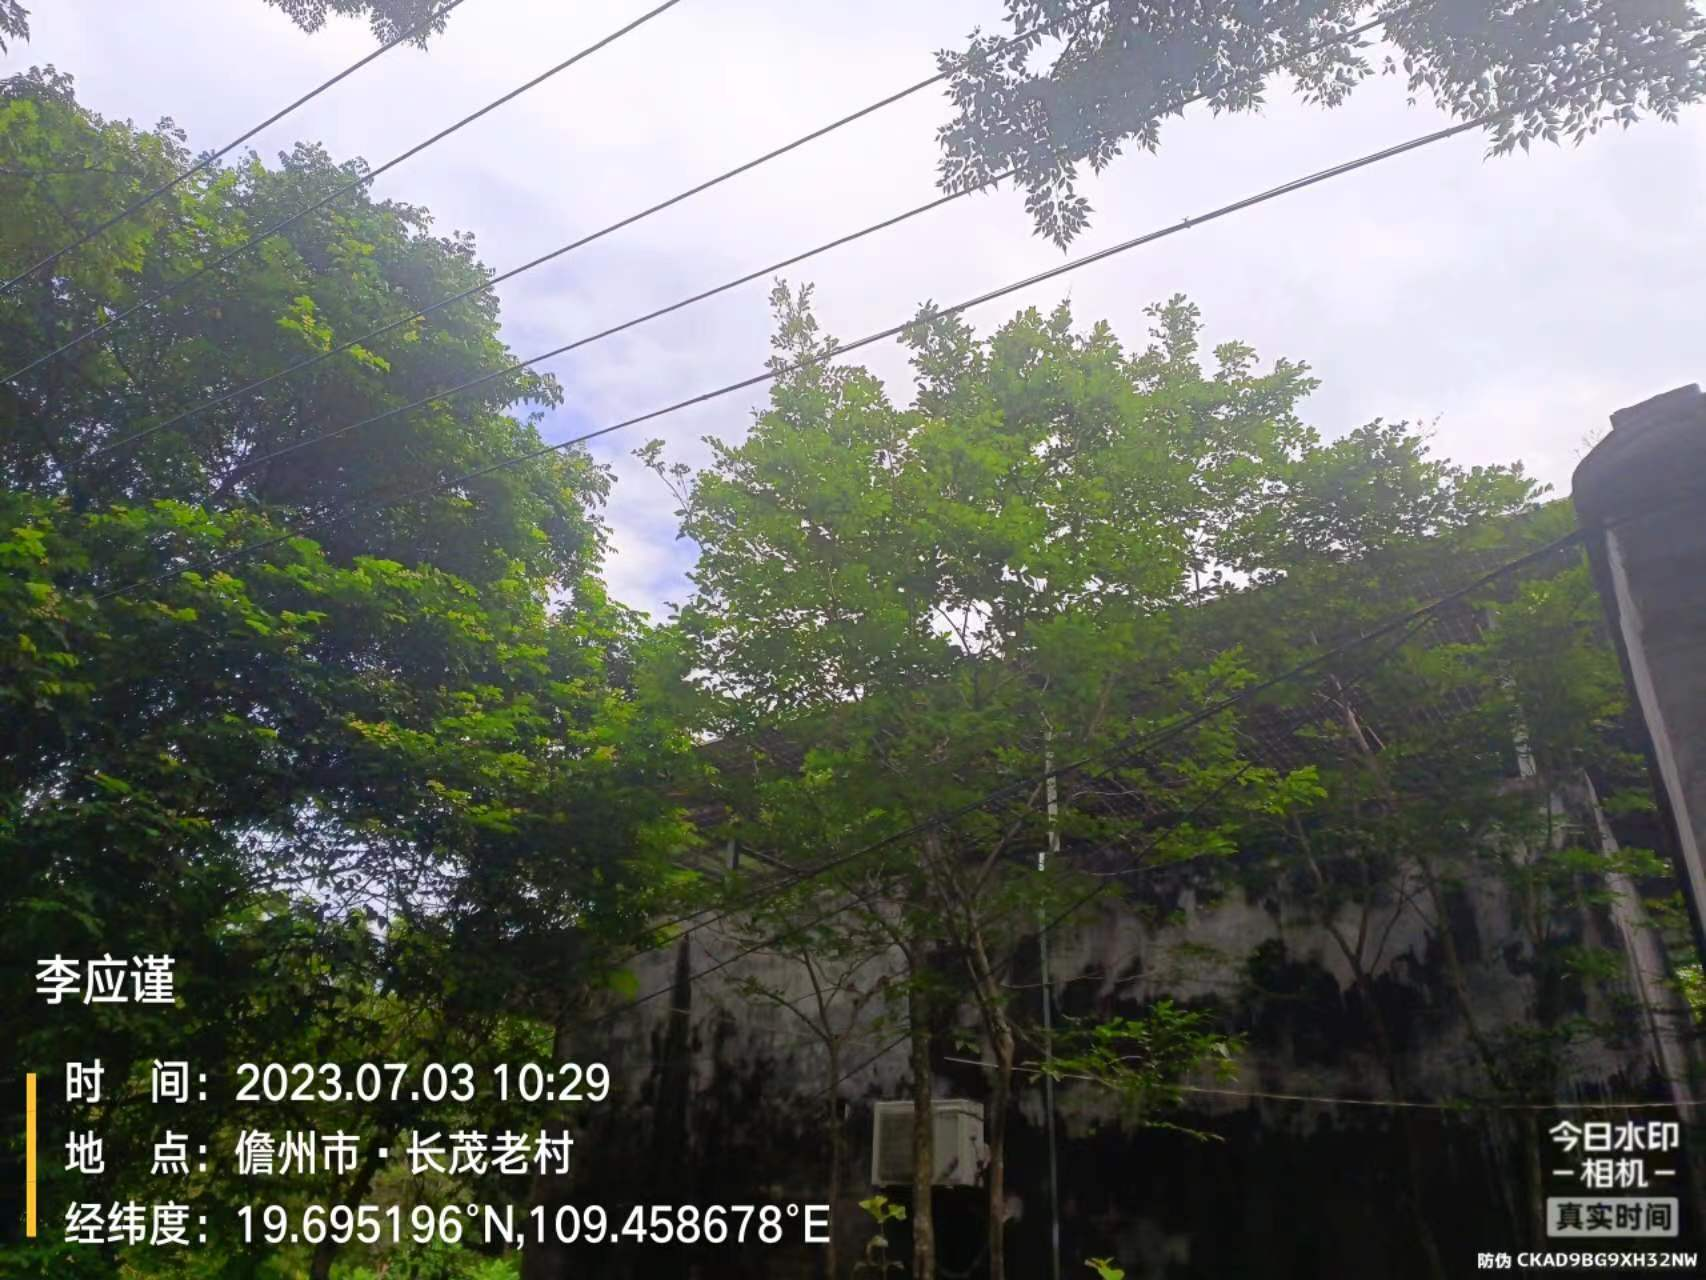 李应谨
时 间：2023.07.03 10:29
地 点：儋州市·长茂老村
经纬度：19.695196°N,109.458678°E
今日水印
-相机-
真实时间
防伪 CKAD9BG9XH32NW